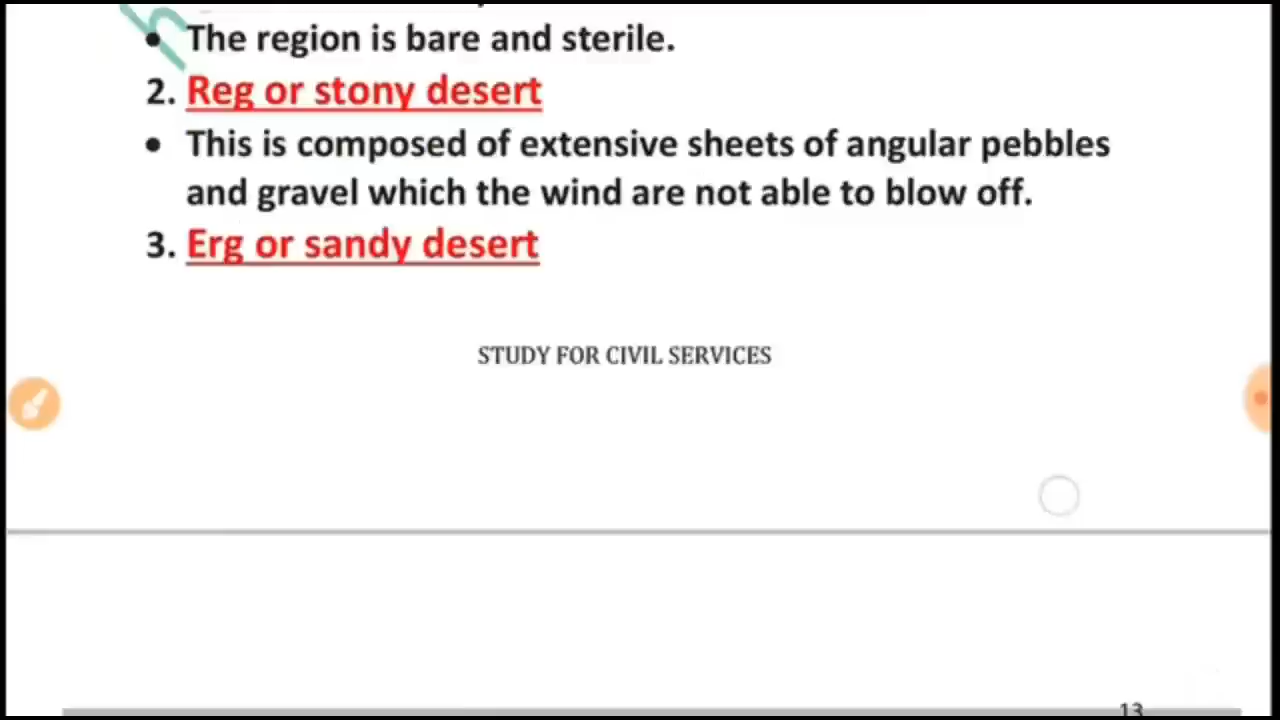 • The region is bare and sterile.
2. Reg or stony desert
• This is composed of extensive sheets of angular pebbles
and gravel which the wind are not able to blow off.
3. Erg or sandy desert
STUDY FOR CIVIL SERVICES
13